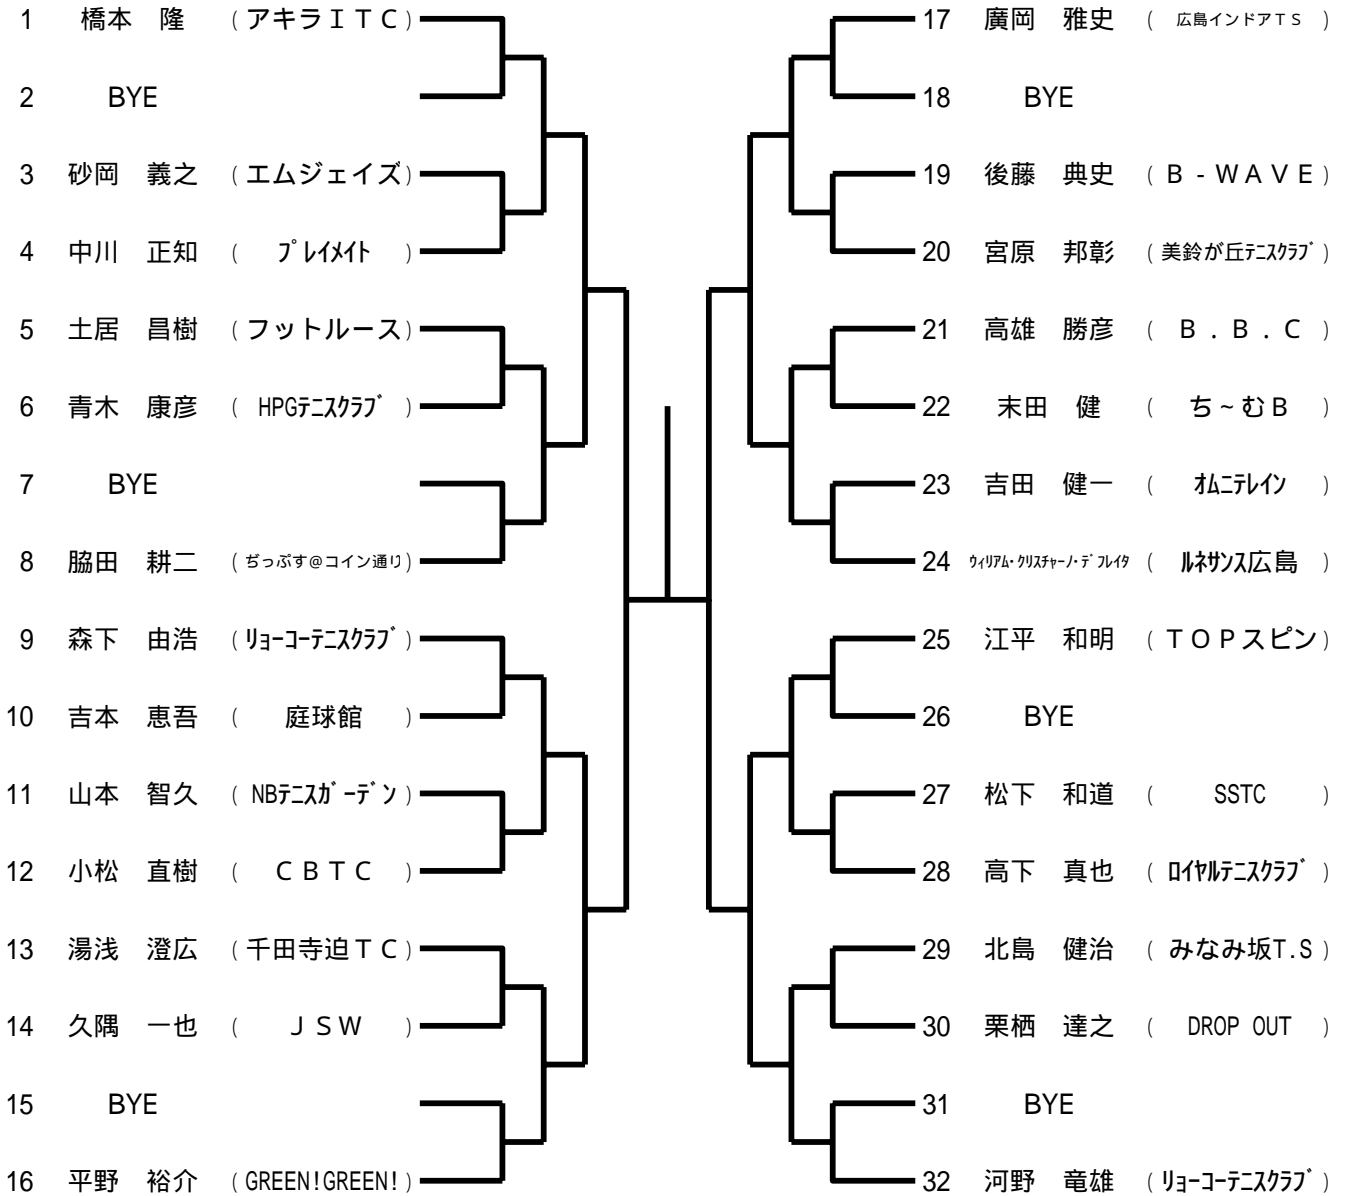 1 橋本 隆 (アキラITC)
2 BYE
3 砂岡 義之 (エムジェイズ)
4 中川 正知 (プレイメイト)
5 土居 昌樹 (フットルース)
6 青木 康彦 (HPGテニスクラブ)
7 BYE
8 脇田 耕二 (ぢっぷす@コイン通り)
9 森下 由浩 (リョーコーテニスクラブ)
10 吉本 恵吾 (庭球館)
11 山本 智久 (NBテニスガーデン)
12 小松 直樹 (CBTC)
13 湯浅 澄広 (千田寺迫TC)
14 久隅 一也 (JSW)
15 BYE
16 平野 裕介 (GREEN!GREEN!)
17 廣岡 雅史 (広島インドアTS)
18 BYE
19 後藤 典史 (B-WAVE)
20 宮原 邦彰 (美鈴が丘テニスクラブ)
21 高雄 勝彦 (B.B.C)
22 末田 健 (ち~むB)
23 吉田 健一 (オムニテレイン)
24 ウィリアム・クリスチャーノ・デフレイタ (ルネサンス広島)
25 江平 和明 (TOPスピン)
26 BYE
27 松下 和道 (SSTC)
28 高下 真也 (ロイヤルテニスクラブ)
29 北島 健治 (みなみ坂T.S)
30 栗栖 達之 (DROP OUT)
31 BYE
32 河野 竜雄 (リョーコーテニスクラブ)